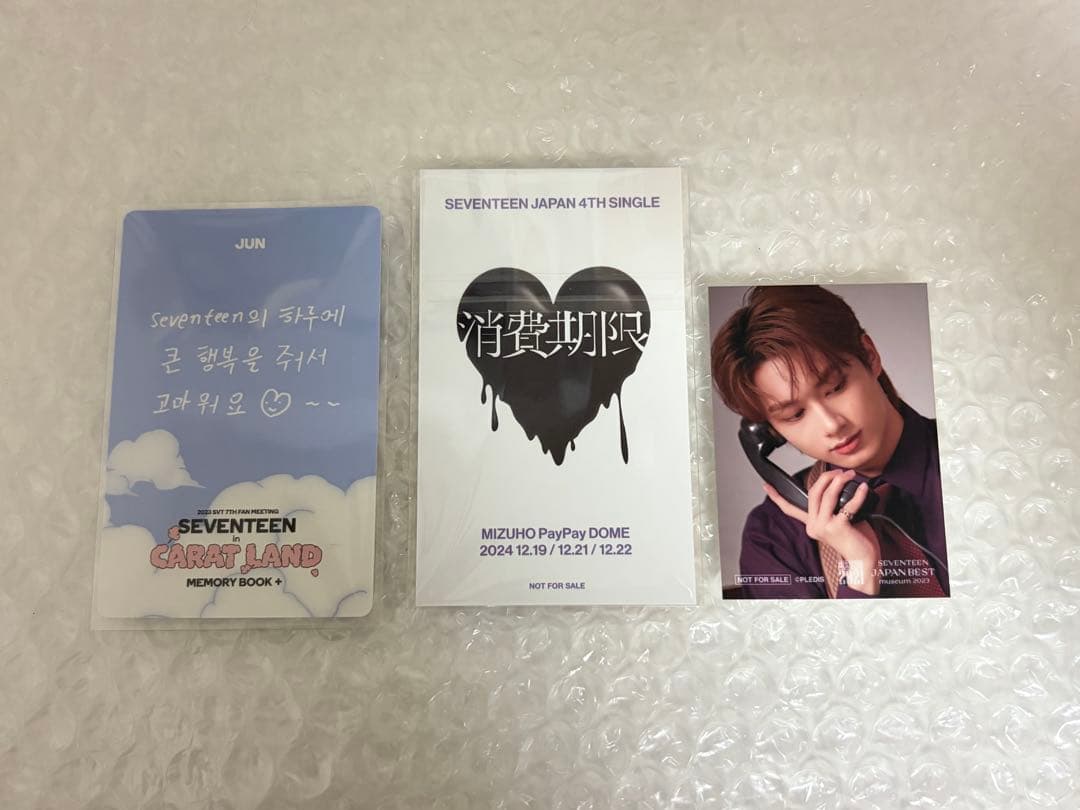 JUN
seventeen의 하루에
큰 행복을 줘서
고마워요 ~~
2023 SVT 7TH FAN MEETING
SEVENTEEN
in
CARAT LAND
MEMORY BOOK +
SEVENTEEN JAPAN 4TH SINGLE
消費期限
MIZUHO PayPay DOME
2024 12.19 / 12.21 / 12.22
NOT FOR SALE
NOT FOR SALE ©PLEDIS
SEVENTEEN
JAPAN BEST
museum 2023